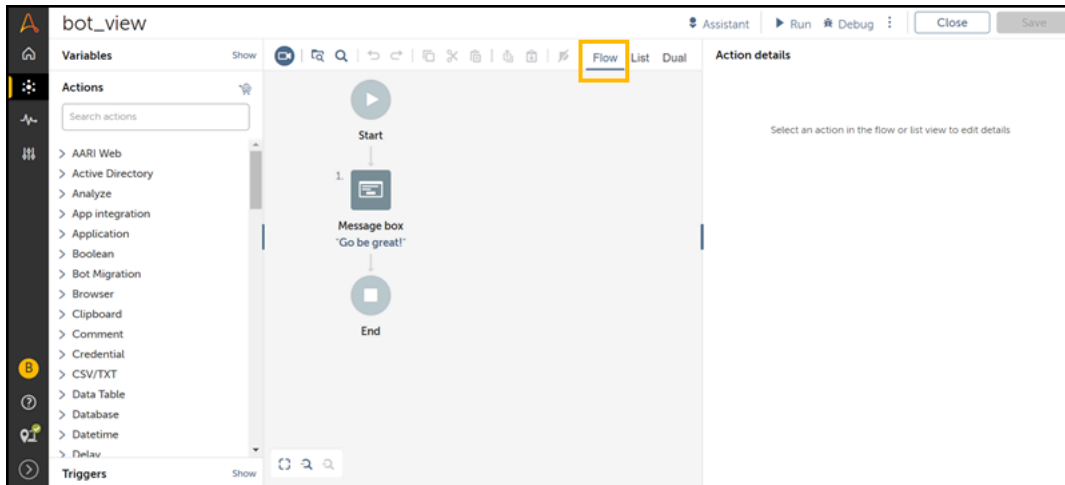 bot_view
Assistant
Run
Debug
Close
Save
Variables
Show
Flow
List
Dual
Action details
Actions
Search actions
Select an action in the flow or list view to edit details
AARI Web
Active Directory
Analyze
App integration
Application
Boolean
Bot Migration
Browser
Clipboard
Comment
Credential
CSV/TXT
Data Table
Database
Datetime
Delay
Triggers
Show
Start
1.
Message box
"Go be great!"
End
B